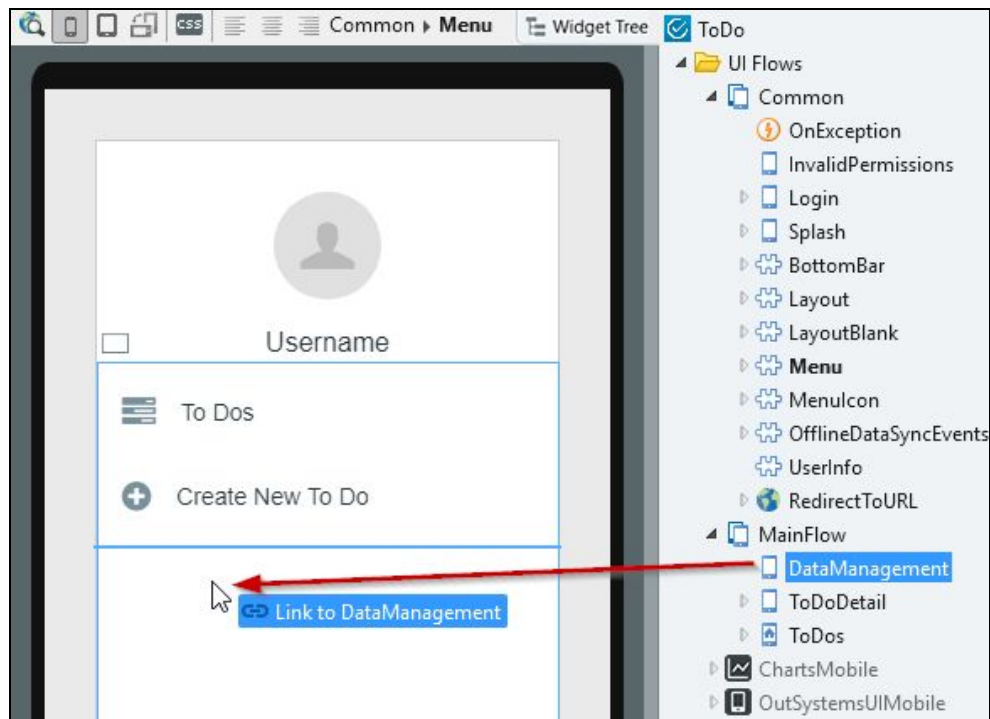 CSS
Common ▸ Menu
Widget Tree
Username
To Dos
Create New To Do
Link to DataManagement
ToDo
UI Flows
Common
OnException
InvalidPermissions
Login
Splash
BottomBar
Layout
LayoutBlank
Menu
MenuIcon
OfflineDataSyncEvents
UserInfo
RedirectToURL
MainFlow
DataManagement
ToDoDetail
ToDos
ChartsMobile
OutSystemsUIMobile